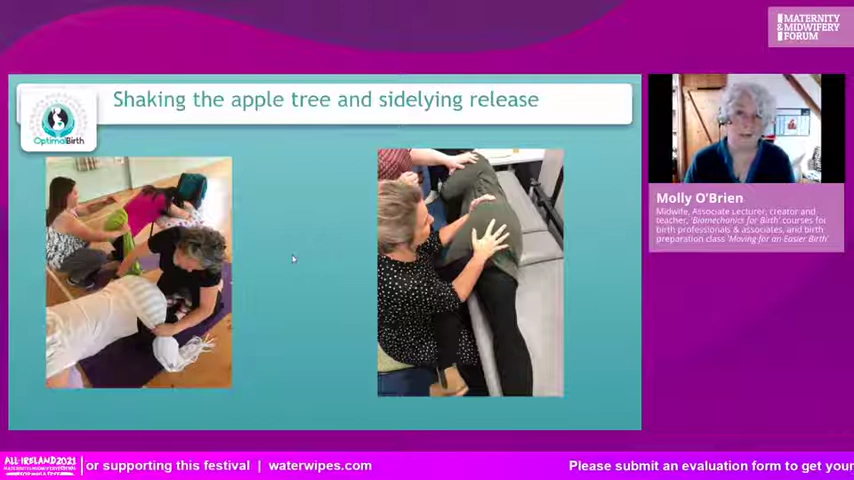 MATERNITY
& MIDWIFERY
FORUM
Shaking the apple tree and sidelying release
OptimalBirth
Molly O'Brien
Midwife, Associate Lecturer, creator and
teacher, 'Biomechanics for Birth' courses for
birth professionals & associates, and birth
preparation class 'Moving for an Easier Birth'
ALL-IRELAND2021
or supporting this festival | waterwipes.com
Please submit an evaluation form to get your